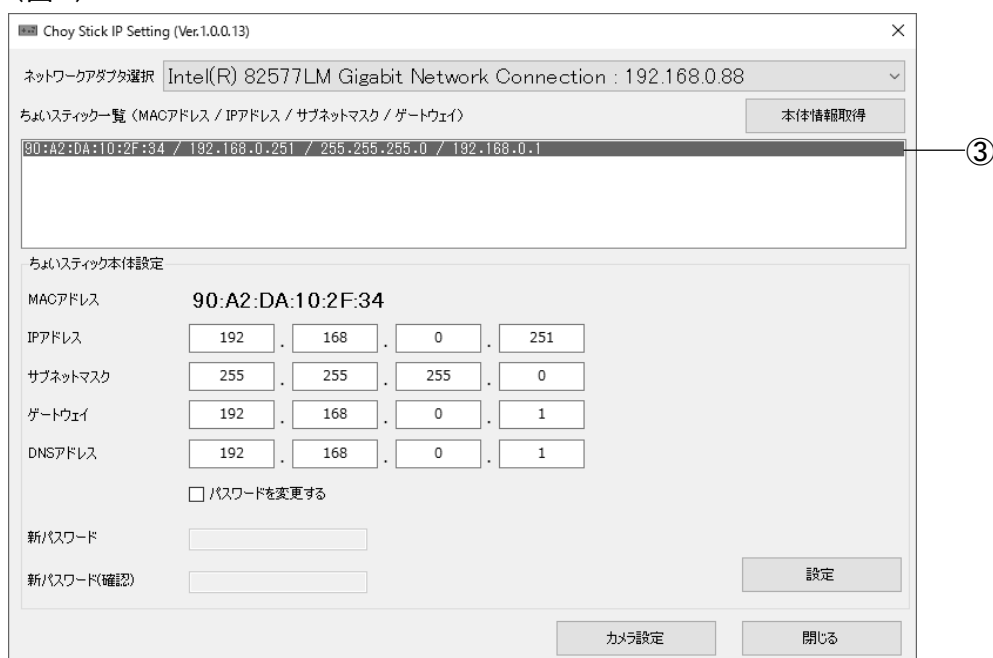 Choy Stick IP Setting (Ver.1.0.0.13)
ネットワークアダプタ選択 Intel(R) 82577LM Gigabit Network Connection : 192.168.0.88
ちょいスティック一覧 (MACアドレス / IPアドレス / サブネットマスク / ゲートウェイ) 本体情報取得
90:A2:DA:10:2F:34 / 192.168.0.251 / 255.255.255.0 / 192.168.0.1
③
ちょいスティック本体設定
MACアドレス 90:A2:DA:10:2F:34
IPアドレス 192 . 168 . 0 . 251
サブネットマスク 255 . 255 . 255 . 0
ゲートウェイ 192 . 168 . 0 . 1
DNSアドレス 192 . 168 . 0 . 1
パスワードを変更する
新パスワード
新パスワード(確認) 設定
カメラ設定 閉じる